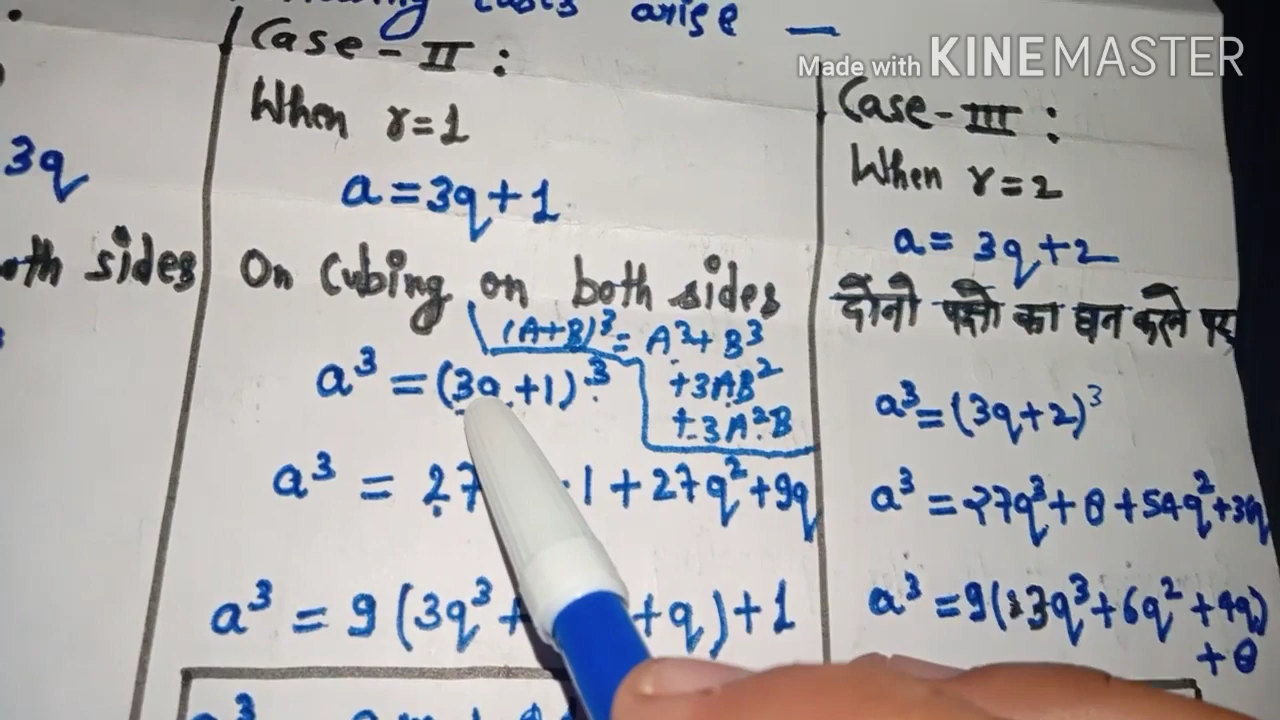 cases arise —
Made with KINEMASTER
3q
oth sides
Case-II :
When r=1
a=3q+1
On Cubing on both sides
(A+B)³= A³+B³
+3AB²
+3A²B
a³ =(3q+1)³
a³ = 27 1+27q²+9q
a³ = 9(3q³+ +q)+1
a³
Case-III :
When r=2
a= 3q+2
दोनो पक्षो का घन करने पर
a³=(3q+2)³
a³ =27q³+8+54q²+36q
a³ =9(3q³+6q²+4q)
+8